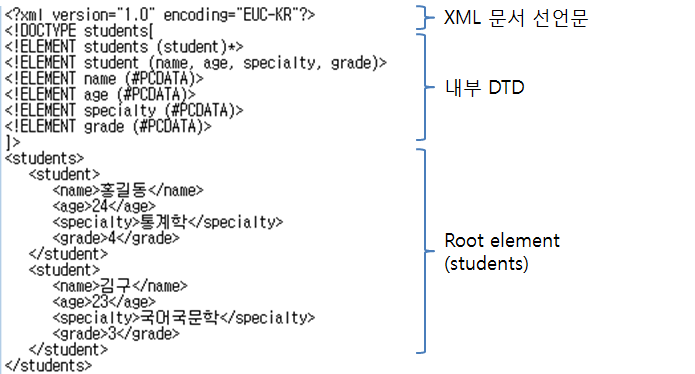 <?xml version="1.0" encoding="EUC-KR"?>
<!DOCTYPE students[
<!ELEMENT students (student)*>
<!ELEMENT student (name, age, specialty, grade)>
<!ELEMENT name (#PCDATA)>
<!ELEMENT age (#PCDATA)>
<!ELEMENT specialty (#PCDATA)>
<!ELEMENT grade (#PCDATA)>
]>
<students>
<student>
<name>홍길동</name>
<age>24</age>
<specialty>통계학</specialty>
<grade>4</grade>
</student>
<student>
<name>김구</name>
<age>23</age>
<specialty>국어국문학</specialty>
<grade>3</grade>
</student>
</students>
XML 문서 선언문
내부 DTD
Root element
(students)